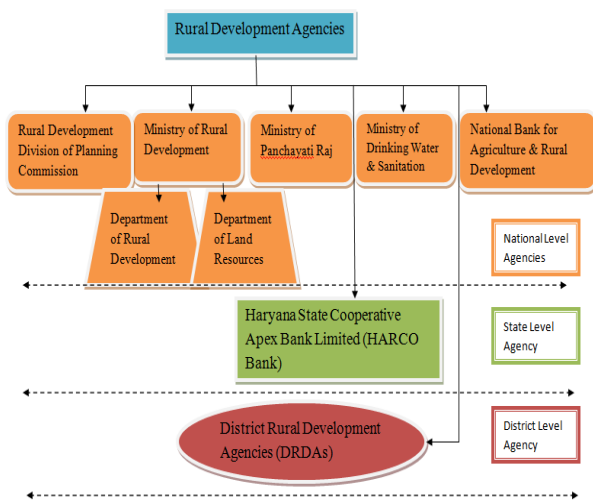 Rural Development Agencies
Rural Development
Division of Planning
Commission
Ministry of Rural
Development
Ministry of
Panchayati Raj
Ministry of
Drinking Water
& Sanitation
National Bank for
Agriculture & Rural
Development
Department
of Rural
Development
Department
of Land
Resources
National Level
Agencies
Haryana State Cooperative
Apex Bank Limited (HARCO
Bank)
State Level
Agency
District Rural Development
Agencies (DRDAs)
District Level
Agency